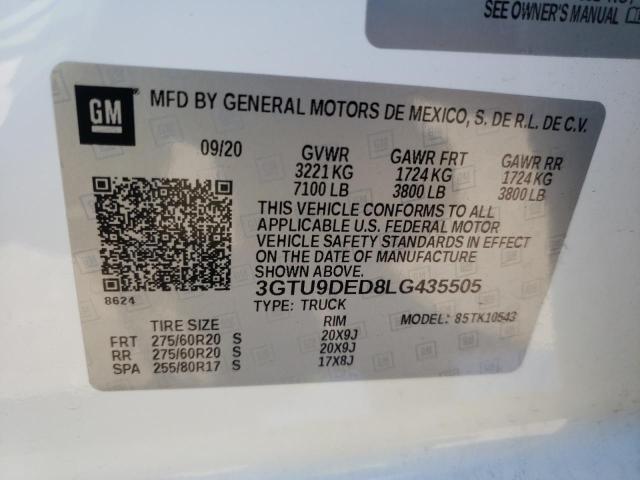 SEE OWNER'S MANUAL
GM
MFD BY GENERAL MOTORS DE MEXICO, S. DE R.L. DE C.V.
09/20 GVWR GAWR FRT GAWR RR
3221 KG 1724 KG 1724 KG
7100 LB 3800 LB 3800 LB
THIS VEHICLE CONFORMS TO ALL
APPLICABLE U.S. FEDERAL MOTOR
VEHICLE SAFETY STANDARDS IN EFFECT
ON THE DATE OF MANUFACTURE
SHOWN ABOVE.
8624 3GTU9DED8LG435505
TYPE: TRUCK MODEL: 85TK10543
TIRE SIZE RIM
FRT 275/60R20 S 20X9J
RR 275/60R20 S 20X9J
SPA 255/80R17 S 17X8J